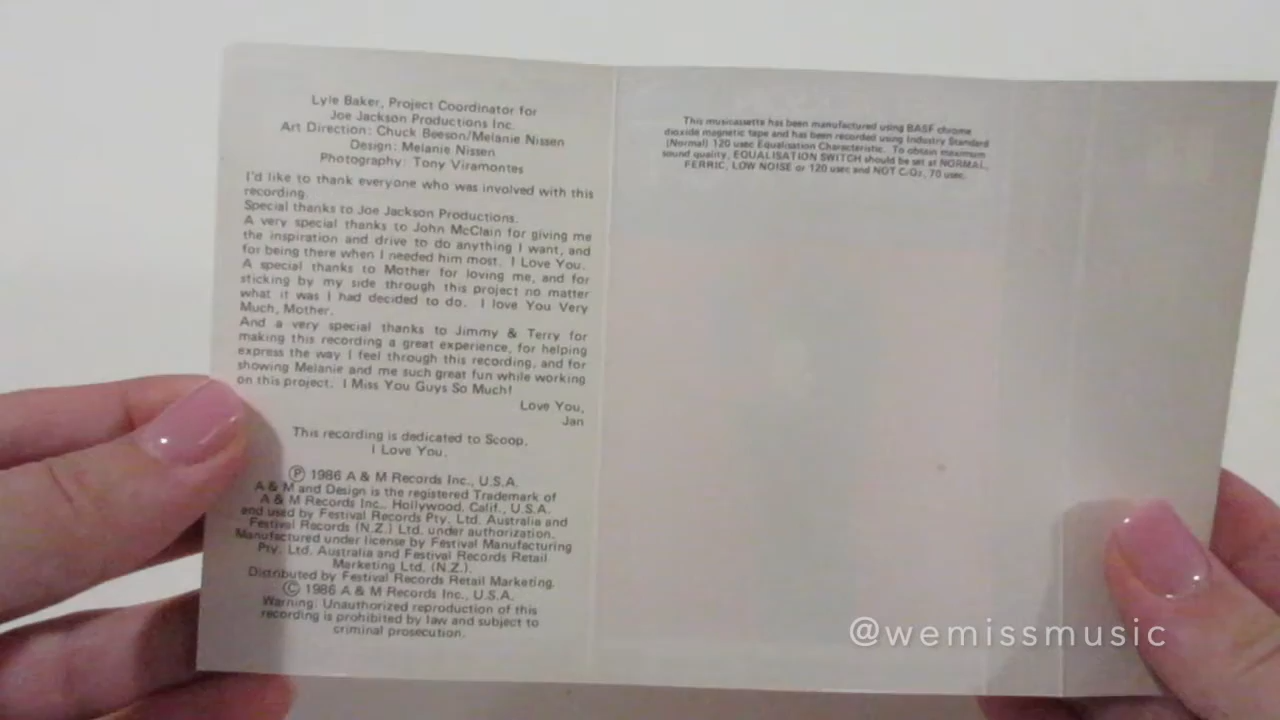 Lyle Baker, Project Coordinator for
Joe Jackson Productions Inc.
Art Direction: Chuck Beeson/Melanie Nissen
Design: Melanie Nissen
Photography: Tony Viramontes
I'd like to thank everyone who was involved with this
recording.
Special thanks to Joe Jackson Productions.
A very special thanks to John McClain for giving me
the inspiration and drive to do anything I want, and
for being there when I needed him most. I Love You.
A special thanks to Mother for loving me, and for
sticking by my side through this project no matter
what it was I had decided to do. I love You Very
Much, Mother.
And a very special thanks to Jimmy & Terry for
making this recording a great experience, for helping
express the way I feel through this recording, and for
showing Melanie and me such great fun while working
on this project. I Miss You Guys So Much!
Love You,
Jan
This recording is dedicated to Scoop.
I Love You.
Ⓟ 1986 A & M Records Inc., U.S.A.
A & M and Design is the registered Trademark of
A & M Records Inc., Hollywood, Calif., U.S.A.
and used by Festival Records Pty. Ltd. Australia and
Festival Records (N.Z.) Ltd. under authorization.
Manufactured under license by Festival Manufacturing
Pty. Ltd. Australia and Festival Records Retail
Marketing Ltd. (N.Z.).
Distributed by Festival Records Retail Marketing.
© 1986 A & M Records Inc., U.S.A.
Warning: Unauthorized reproduction of this
recording is prohibited by law and subject to
criminal prosecution.
This musicassette has been manufactured using BASF chrome
dioxide magnetic tape and has been recorded using Industry Standard
(Normal) 120 usec Equalisation Characteristic. To obtain maximum
sound quality, EQUALISATION SWITCH should be set at NORMAL,
FERRIC, LOW NOISE or 120 usec and NOT CrO2, 70 usec.
@wemissmusic